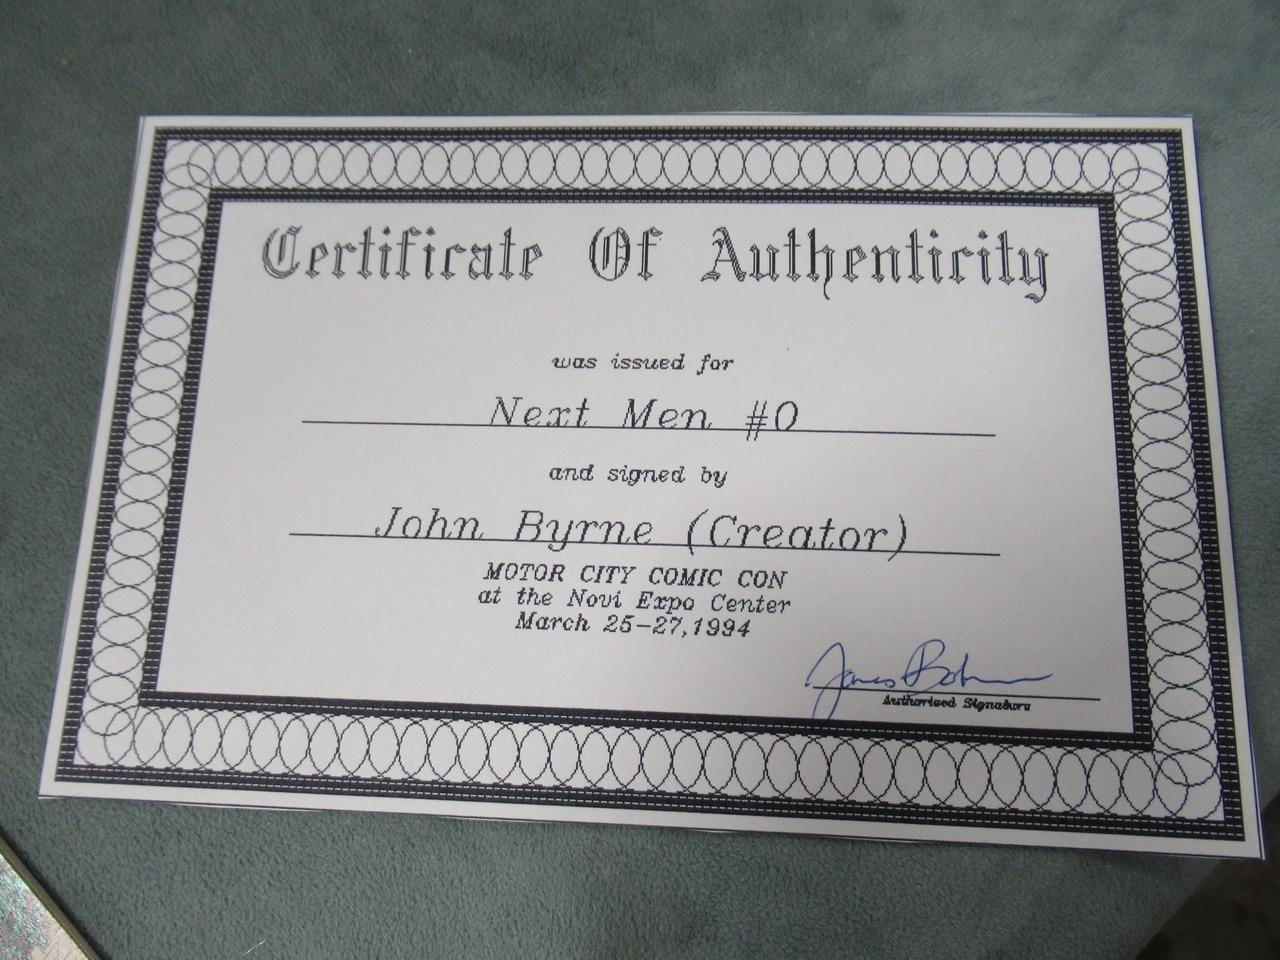 Certificate Of Authenticity
was issued for
Next Men #0
and signed by
John Byrne (Creator)
MOTOR CITY COMIC CON
at the Novi Expo Center
March 25-27,1994
James
Authorized Signature